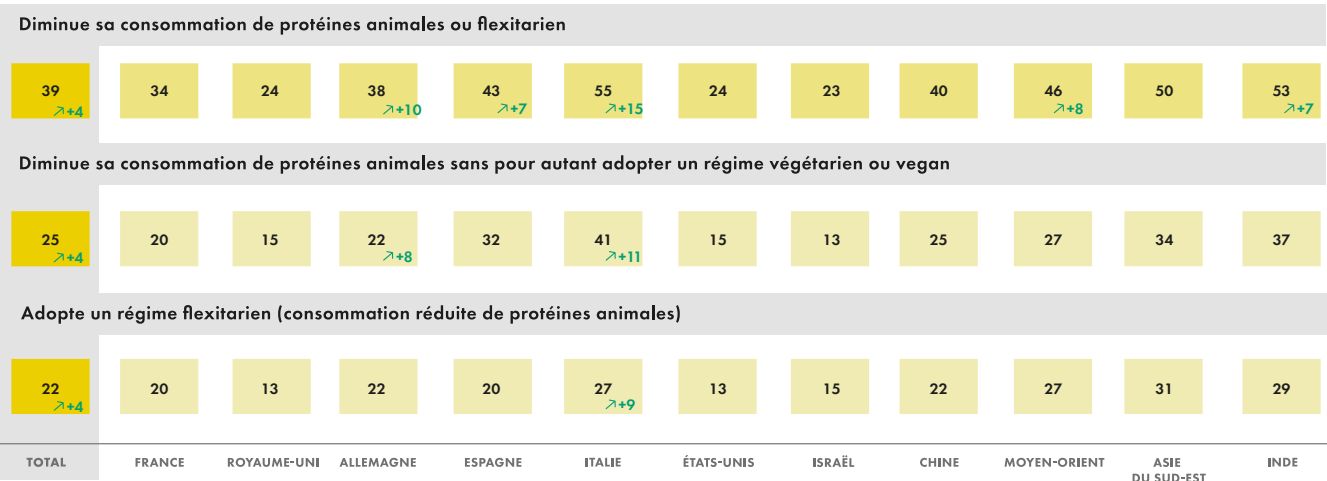 Diminue sa consommation de protéines animales ou flexitarien
39 34 24 38 43 55 24 23 40 46 50 53
↗+4 ↗+10 ↗+7 ↗+15 ↗+8 ↗+7
Diminue sa consommation de protéines animales sans pour autant adopter un régime végétarien ou vegan
25 20 15 22 32 41 15 13 25 27 34 37
↗+4 ↗+8 ↗+11
Adopte un régime flexitarien (consommation réduite de protéines animales)
22 20 13 22 20 27 13 15 22 27 31 29
↗+4 ↗+9
TOTAL FRANCE ROYAUME-UNI ALLEMAGNE ESPAGNE ITALIE ÉTATS-UNIS ISRAËL CHINE MOYEN-ORIENT ASIE INDE
DU SUD-EST